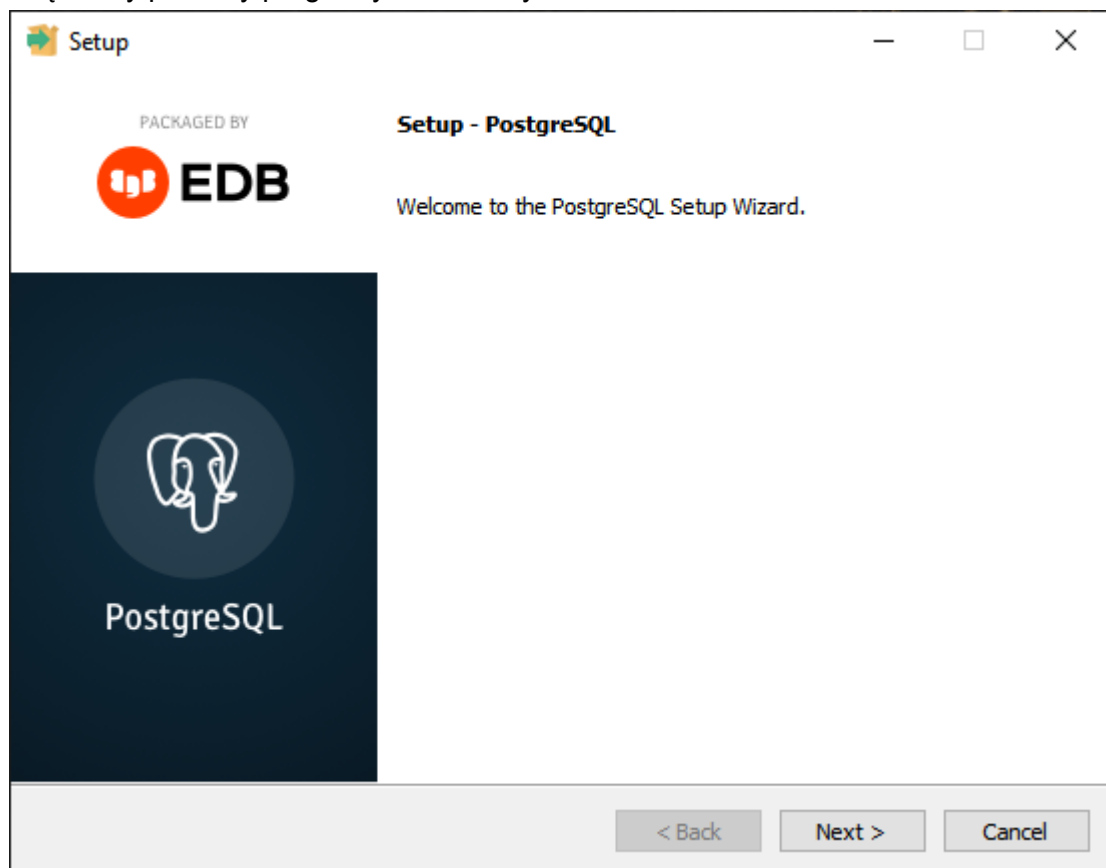 Setup
PACKAGED BY
EDB
Setup - PostgreSQL
Welcome to the PostgreSQL Setup Wizard.
PostgreSQL
< Back
Next >
Cancel